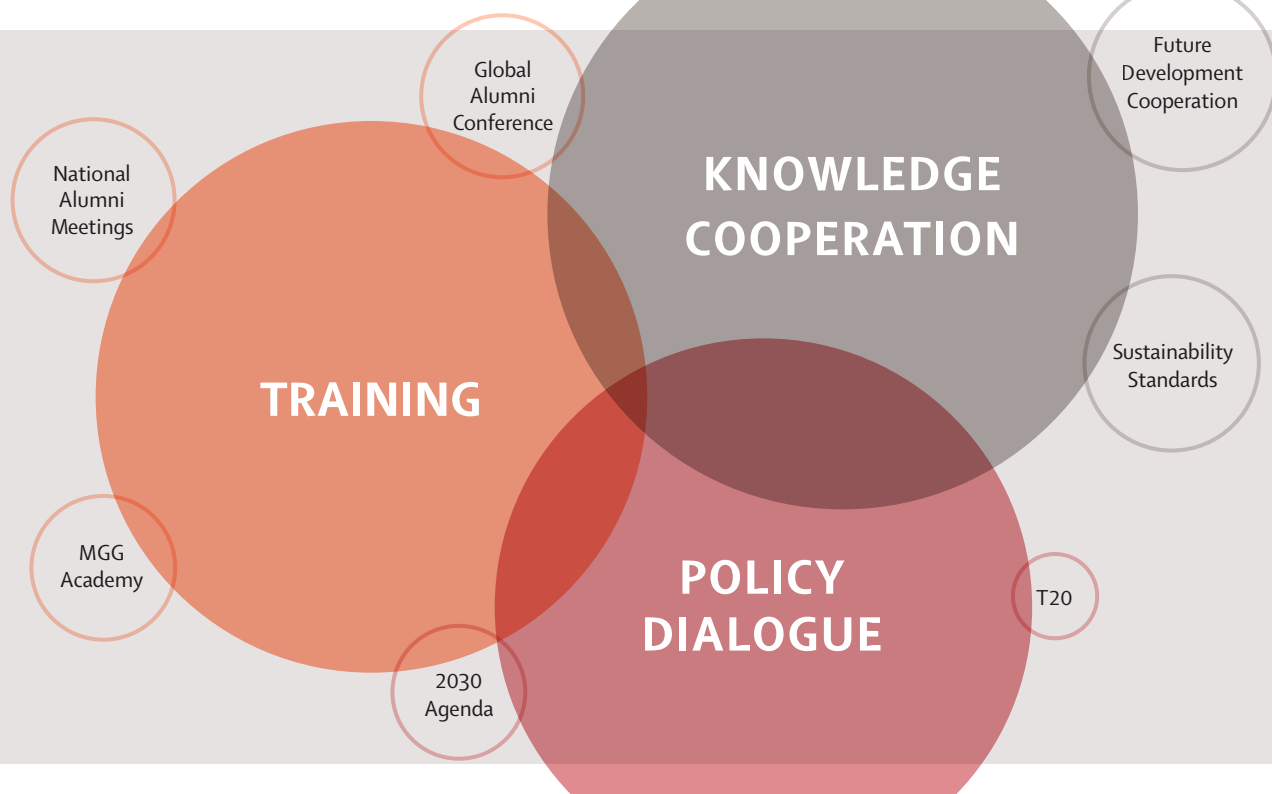 Global
Alumni
Conference
Future
Development
Cooperation
National
Alumni
Meetings
KNOWLEDGE
COOPERATION
TRAINING
Sustainability
Standards
MGG
Academy
POLICY
DIALOGUE
T20
2030
Agenda